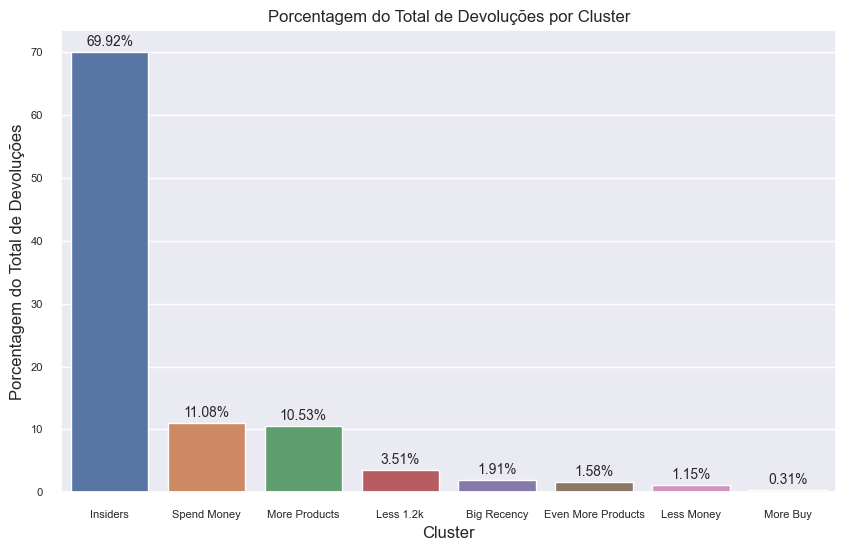 Porcentagem do Total de Devoluções por Cluster
Porcentagem do Total de Devoluções
70
60
50
40
30
20
10
0
69.92%
11.08%
10.53%
3.51%
1.91%
1.58%
1.15%
0.31%
Insiders
Spend Money
More Products
Less 1.2k
Big Recency
Even More Products
Less Money
More Buy
Cluster